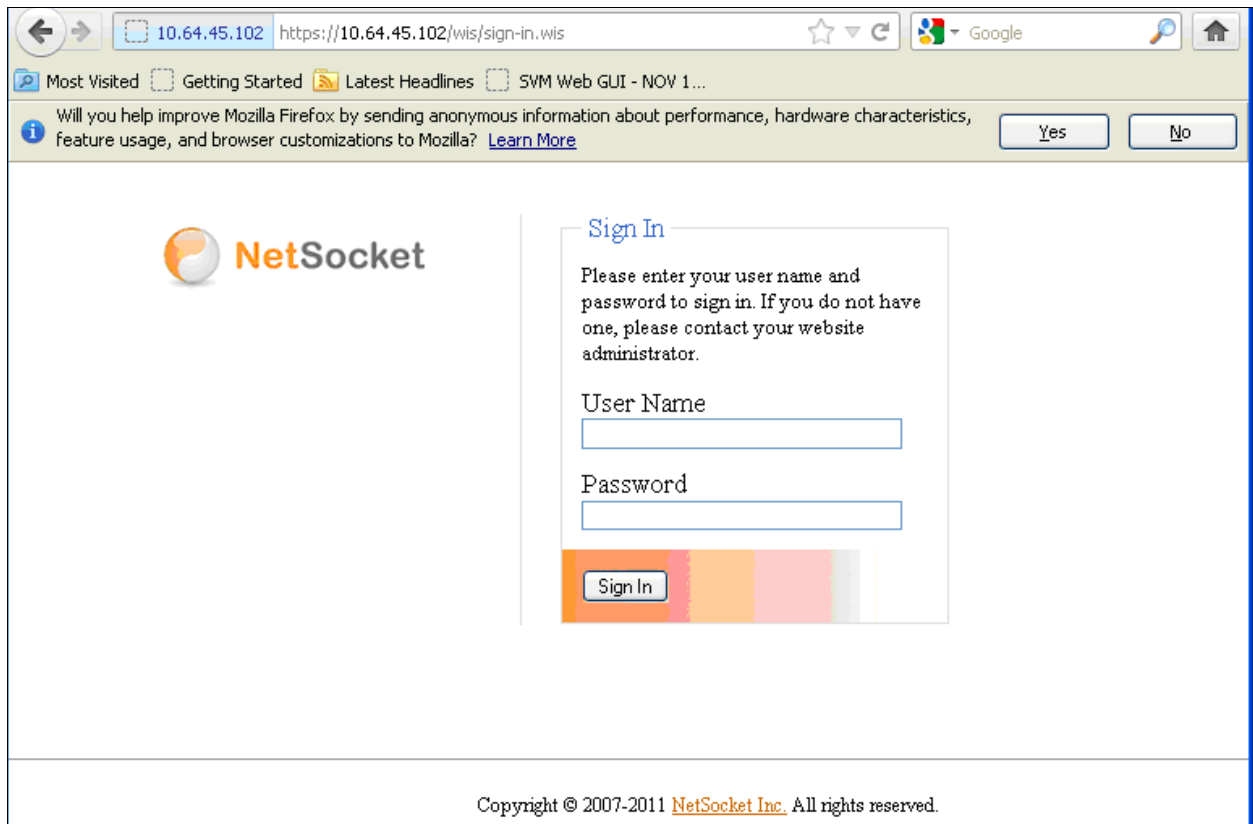 10.64.45.102 https://10.64.45.102/wis/sign-in.wis Google
Most Visited Getting Started Latest Headlines SVM Web GUI - NOV 1...
Will you help improve Mozilla Firefox by sending anonymous information about performance, hardware characteristics,
feature usage, and browser customizations to Mozilla? Learn More
Yes No
NetSocket
Sign In
Please enter your user name and
password to sign in. If you do not have
one, please contact your website
administrator.
User Name
Password
Sign In
Copyright © 2007-2011 NetSocket Inc. All rights reserved.